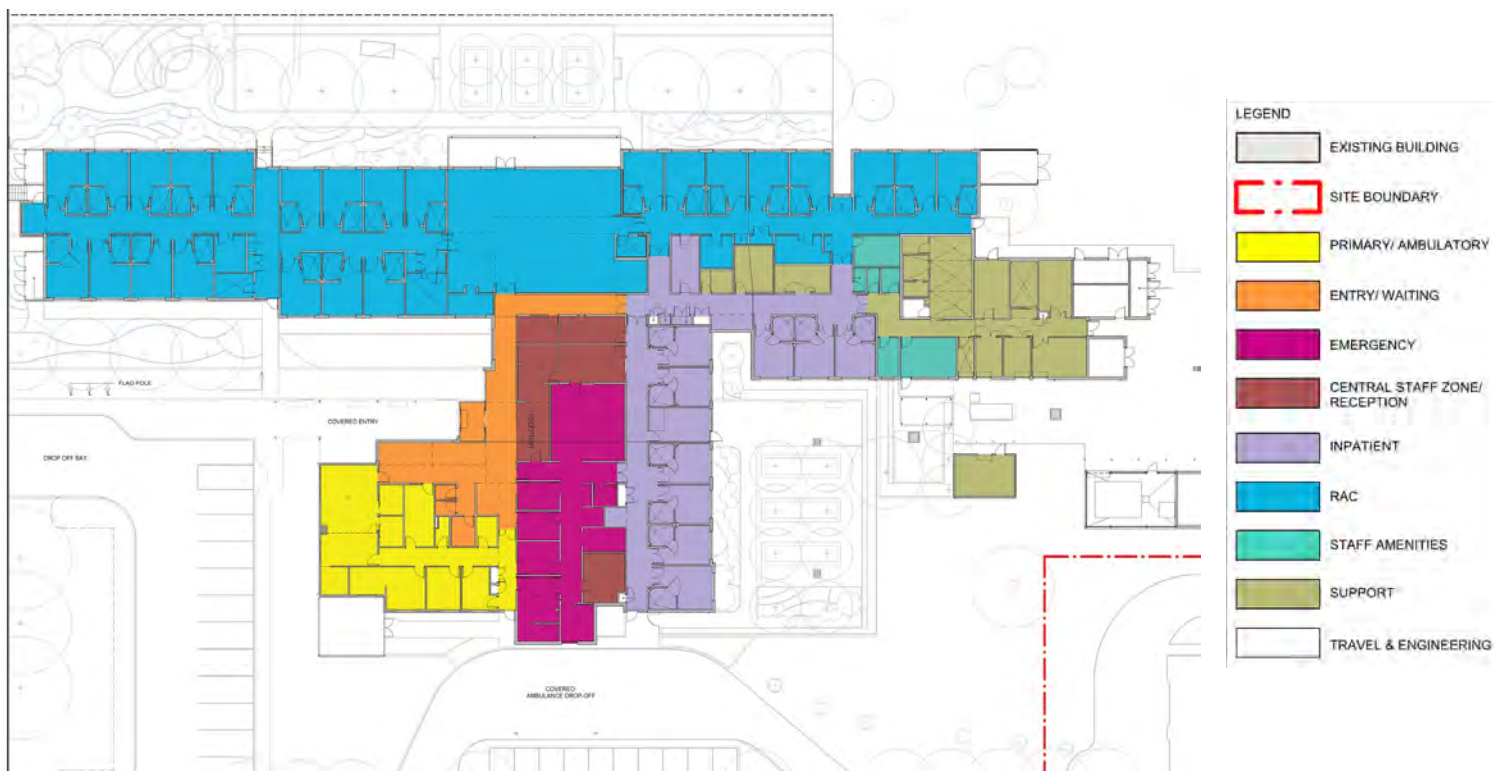 FLAG POLE
COVERED ENTRY
DROP OFF BAY
RECEPTION
COVERED
AMBULANCE DROP-OFF
LEGEND
EXISTING BUILDING
SITE BOUNDARY
PRIMARY/ AMBULATORY
ENTRY/ WAITING
EMERGENCY
CENTRAL STAFF ZONE/
RECEPTION
INPATIENT
RAC
STAFF AMENITIES
SUPPORT
TRAVEL & ENGINEERING